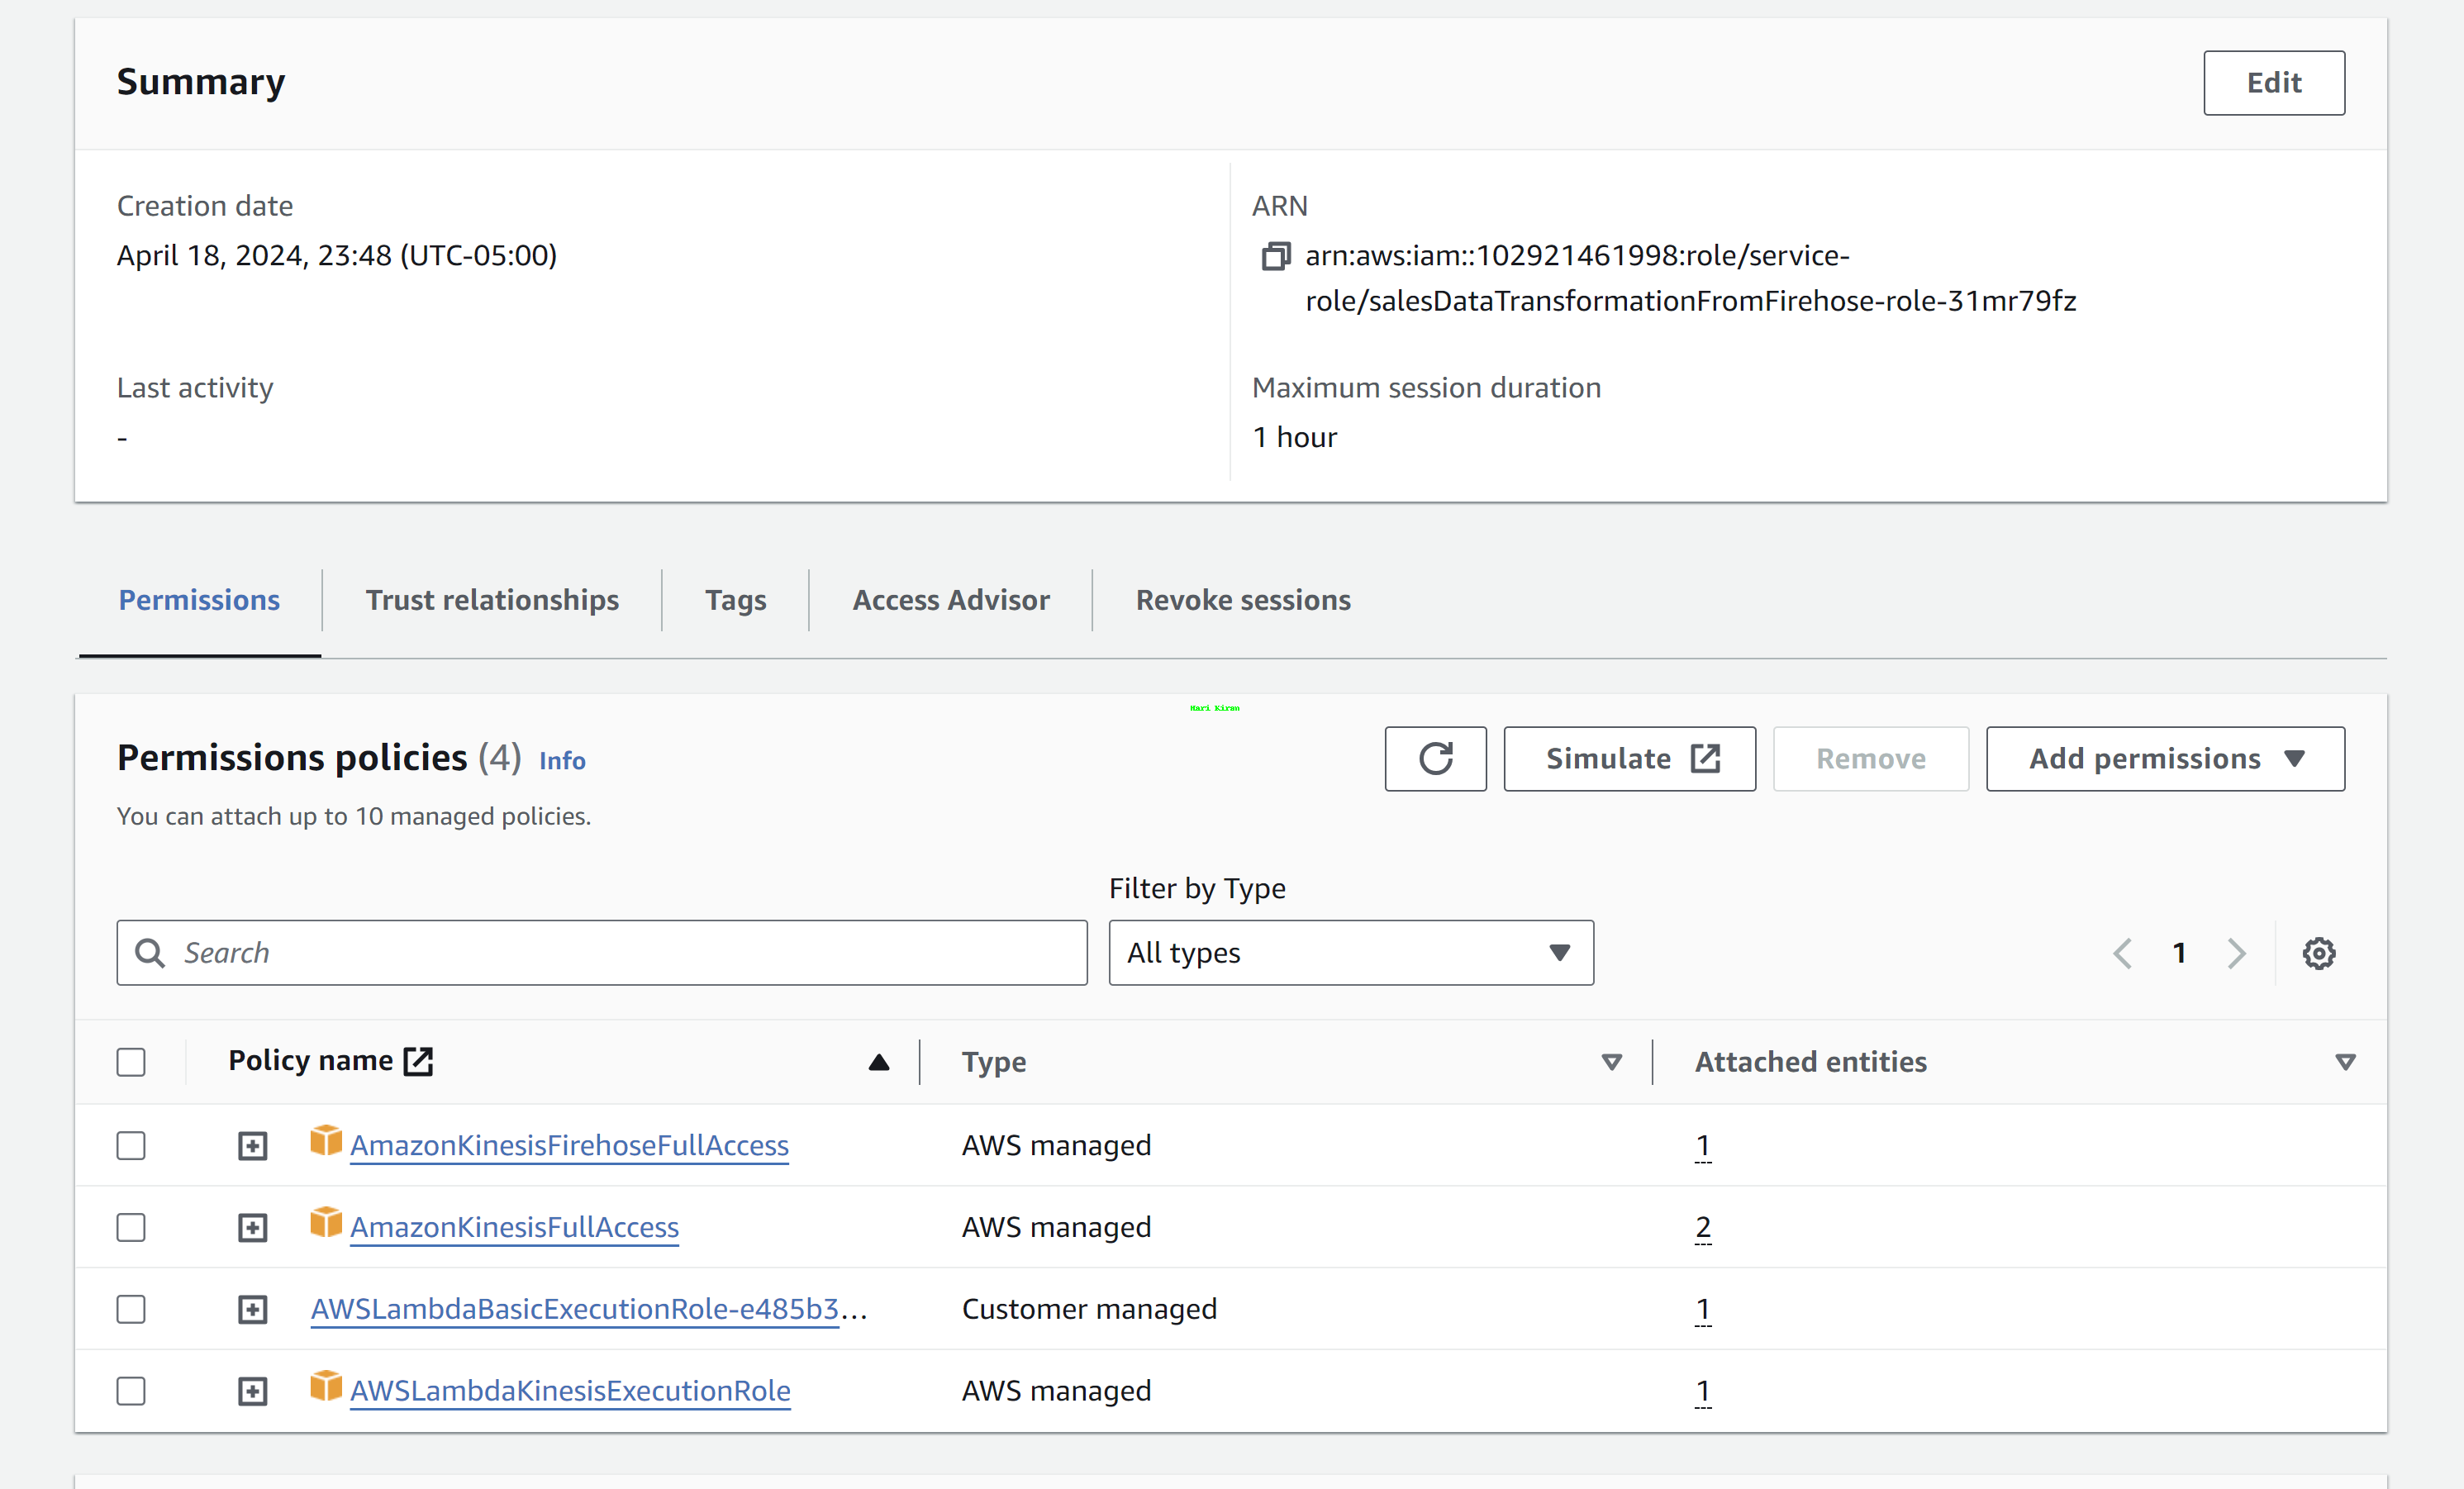 Summary
Edit
Creation date
April 18, 2024, 23:48 (UTC-05:00)
ARN
arn:aws:iam::102921461998:role/service-
role/salesDataTransformationFromFirehose-role-31mr79fz
Last activity
-
Maximum session duration
1 hour
Permissions
Trust relationships
Tags
Access Advisor
Revoke sessions
Hari Kiran
Permissions policies (4) Info
Simulate
Remove
Add permissions
You can attach up to 10 managed policies.
Filter by Type
Search
All types
1
Policy name
Type
Attached entities
AmazonKinesisFirehoseFullAccess
AWS managed
1
AmazonKinesisFullAccess
AWS managed
2
AWSLambdaBasicExecutionRole-e485b3...
Customer managed
1
AWSLambdaKinesisExecutionRole
AWS managed
1